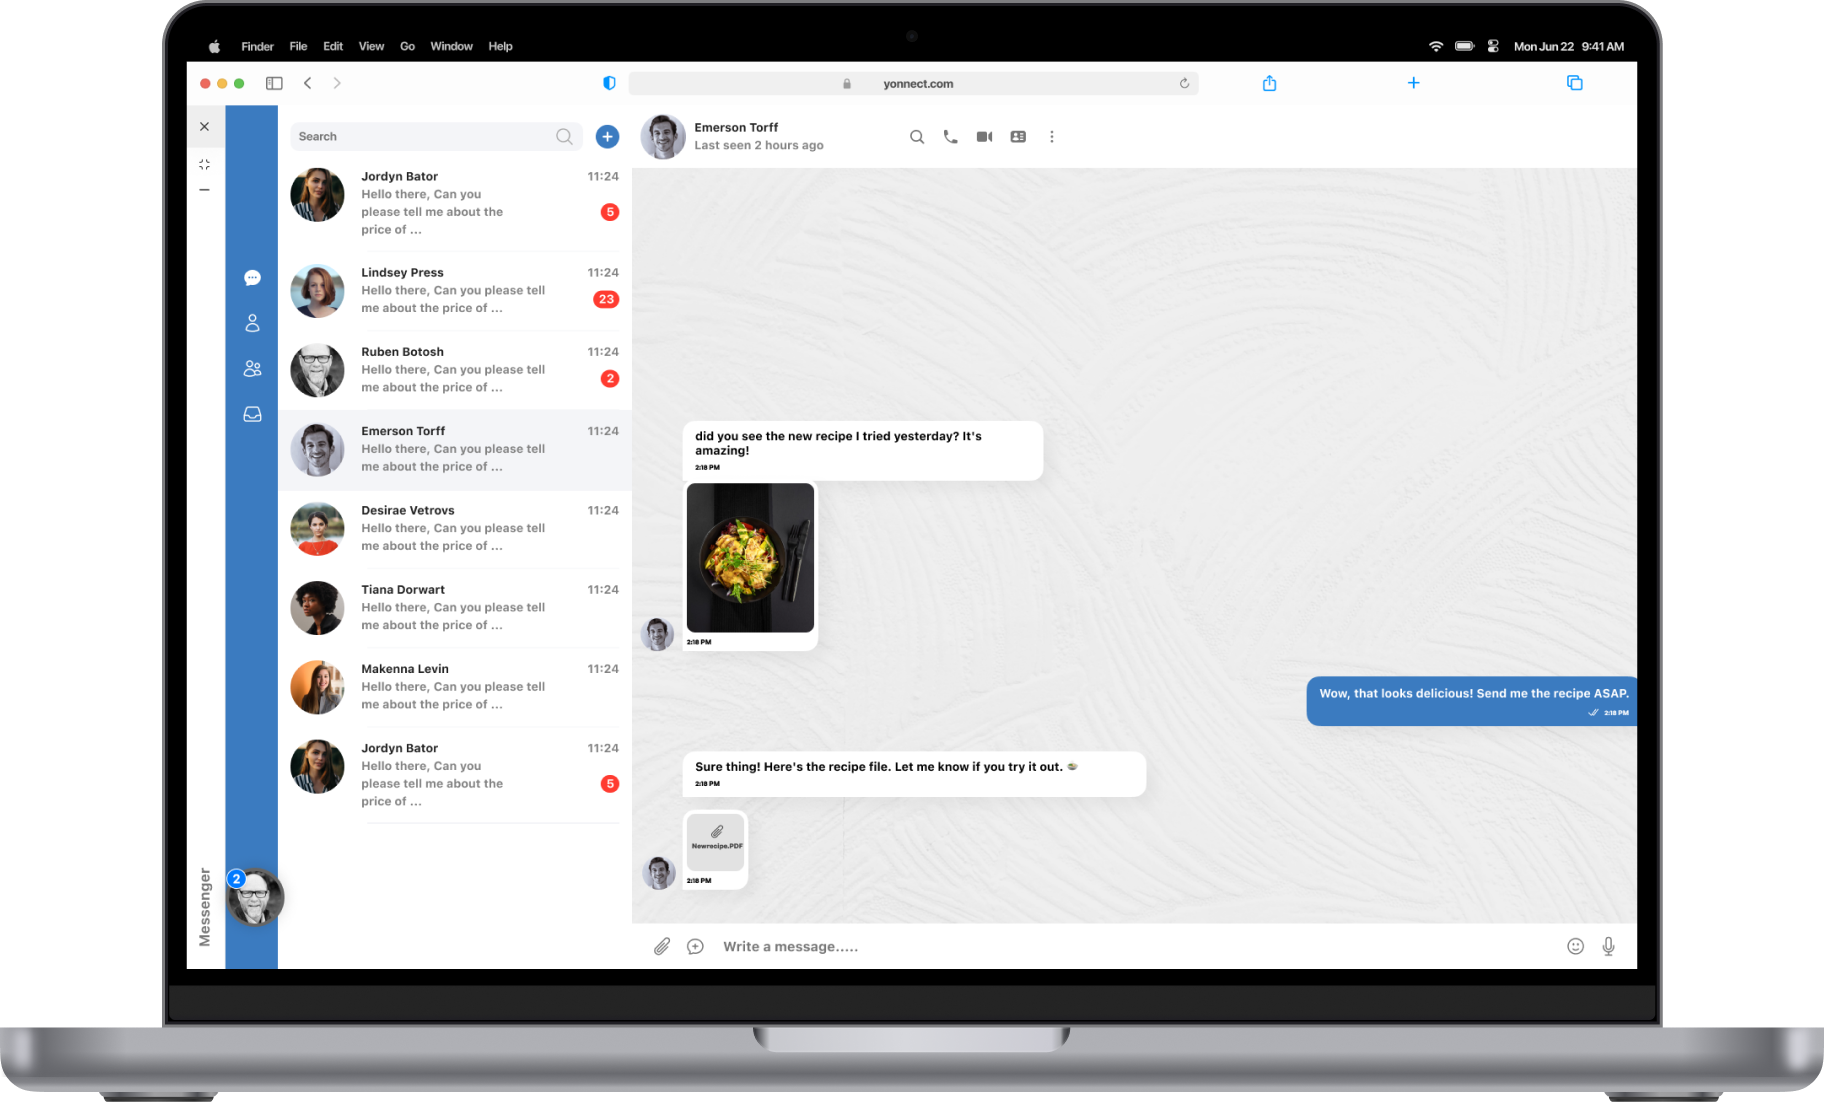 Finder File Edit View Go Window Help
Mon Jun 22 9:41 AM
yonnect.com
Search
Jordyn Bator 11:24
Hello there, Can you
please tell me about the
price of ...
5
Lindsey Press 11:24
Hello there, Can you please tell
me about the price of ...
23
Ruben Botosh 11:24
Hello there, Can you please tell
me about the price of ...
2
Emerson Torff 11:24
Hello there, Can you please tell
me about the price of ...
Desirae Vetrovs 11:24
Hello there, Can you please tell
me about the price of ...
Tiana Dorwart 11:24
Hello there, Can you please tell
me about the price of ...
Makenna Levin 11:24
Hello there, Can you please tell
me about the price of ...
Jordyn Bator 11:24
Hello there, Can you
please tell me about the
price of ...
5
2
Messenger
Emerson Torff
Last seen 2 hours ago
did you see the new recipe I tried yesterday? It's
amazing!
2:18 PM
2:18 PM
Wow, that looks delicious! Send me the recipe ASAP.
2:18 PM
Sure thing! Here's the recipe file. Let me know if you try it out. 🍲
2:18 PM
Newrecipe.PDF
2:18 PM
Write a message.....